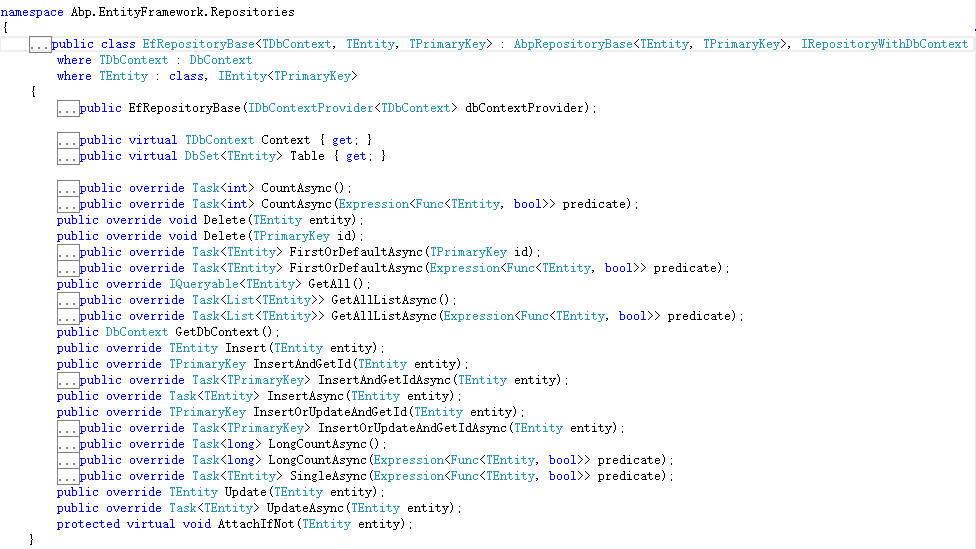 namespace Abp.EntityFramework.Repositories
{
...public class EfRepositoryBase<TDbContext, TEntity, TPrimaryKey> : AbpRepositoryBase<TEntity, TPrimaryKey>, IRepositoryWithDbContext
where TDbContext : DbContext
where TEntity : class, IEntity<TPrimaryKey>
{
...public EfRepositoryBase(IDbContextProvider<TDbContext> dbContextProvider);
...public virtual TDbContext Context { get; }
...public virtual DbSet<TEntity> Table { get; }
...public override Task<int> CountAsync();
...public override Task<int> CountAsync(Expression<Func<TEntity, bool>> predicate);
public override void Delete(TEntity entity);
public override void Delete(TPrimaryKey id);
...public override Task<TEntity> FirstOrDefaultAsync(TPrimaryKey id);
...public override Task<TEntity> FirstOrDefaultAsync(Expression<Func<TEntity, bool>> predicate);
public override IQueryable<TEntity> GetAll();
...public override Task<List<TEntity>> GetAllListAsync();
...public override Task<List<TEntity>> GetAllListAsync(Expression<Func<TEntity, bool>> predicate);
public DbContext GetDbContext();
public override TEntity Insert(TEntity entity);
public override TPrimaryKey InsertAndGetId(TEntity entity);
...public override Task<TPrimaryKey> InsertAndGetIdAsync(TEntity entity);
public override Task<TEntity> InsertAsync(TEntity entity);
public override TPrimaryKey InsertOrUpdateAndGetId(TEntity entity);
...public override Task<TPrimaryKey> InsertOrUpdateAndGetIdAsync(TEntity entity);
...public override Task<long> LongCountAsync();
...public override Task<long> LongCountAsync(Expression<Func<TEntity, bool>> predicate);
...public override Task<TEntity> SingleAsync(Expression<Func<TEntity, bool>> predicate);
public override TEntity Update(TEntity entity);
public override Task<TEntity> UpdateAsync(TEntity entity);
protected virtual void AttachIfNot(TEntity entity);
}